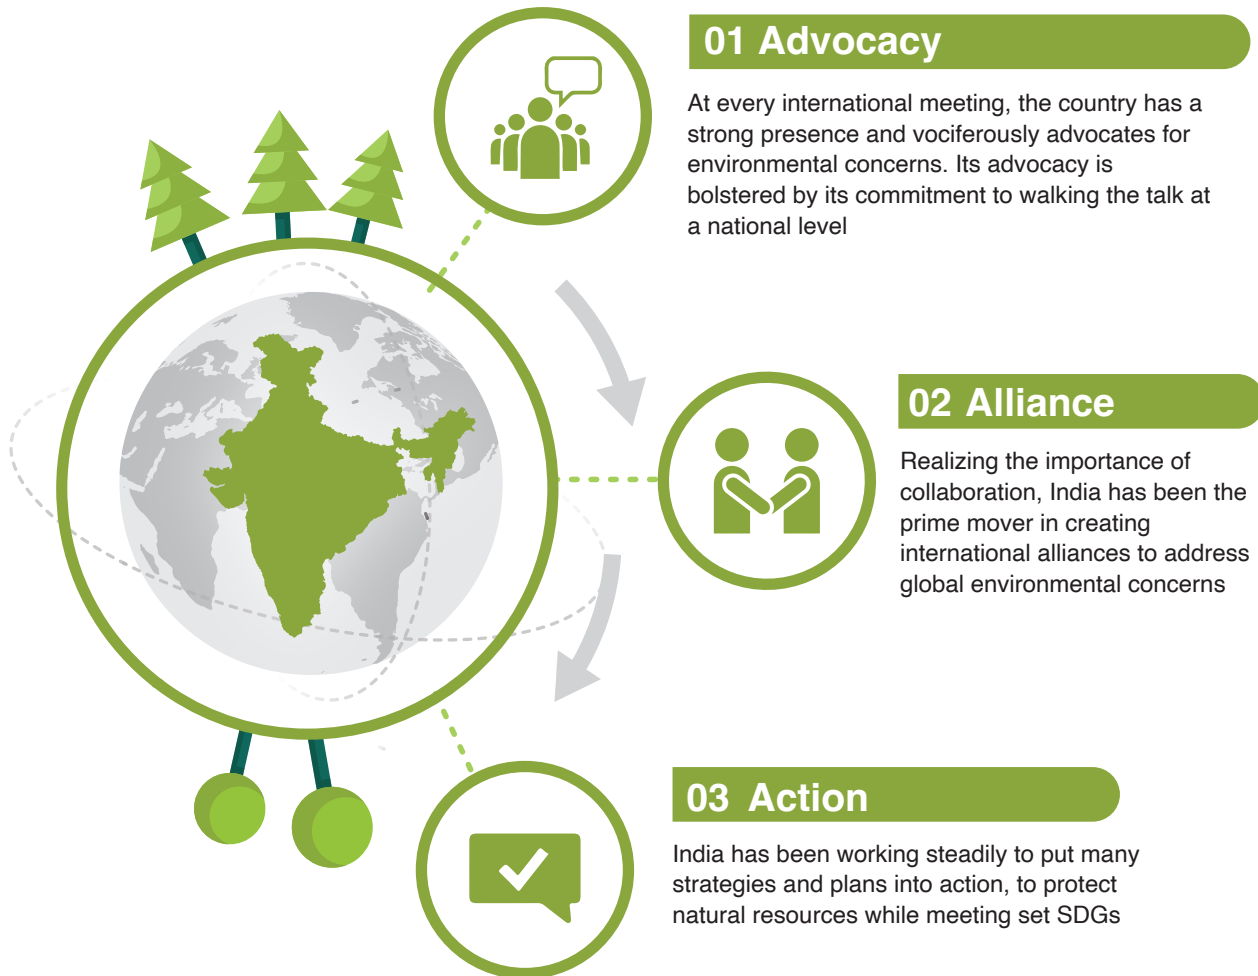 01 Advocacy
At every international meeting, the country has a
strong presence and vociferously advocates for
environmental concerns. Its advocacy is
bolstered by its commitment to walking the talk at
a national level
02 Alliance
Realizing the importance of
collaboration, India has been the
prime mover in creating
international alliances to address
global environmental concerns
03 Action
India has been working steadily to put many
strategies and plans into action, to protect
natural resources while meeting set SDGs